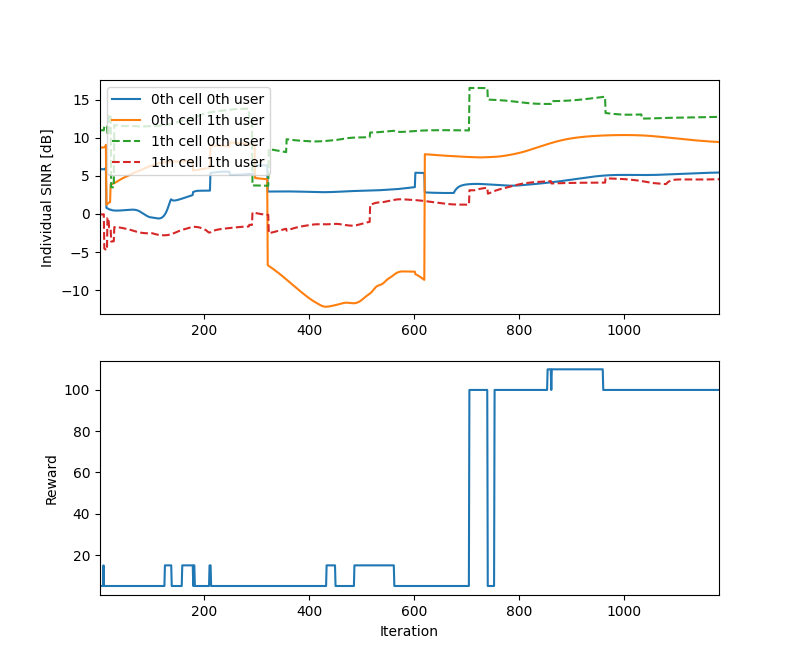 Individual SINR [dB]
15
10
5
0
−5
−10
0th cell 0th user
0th cell 1th user
1th cell 0th user
1th cell 1th user
200 400 600 800 1000
Reward
100
80
60
40
20
200 400 600 800 1000
Iteration